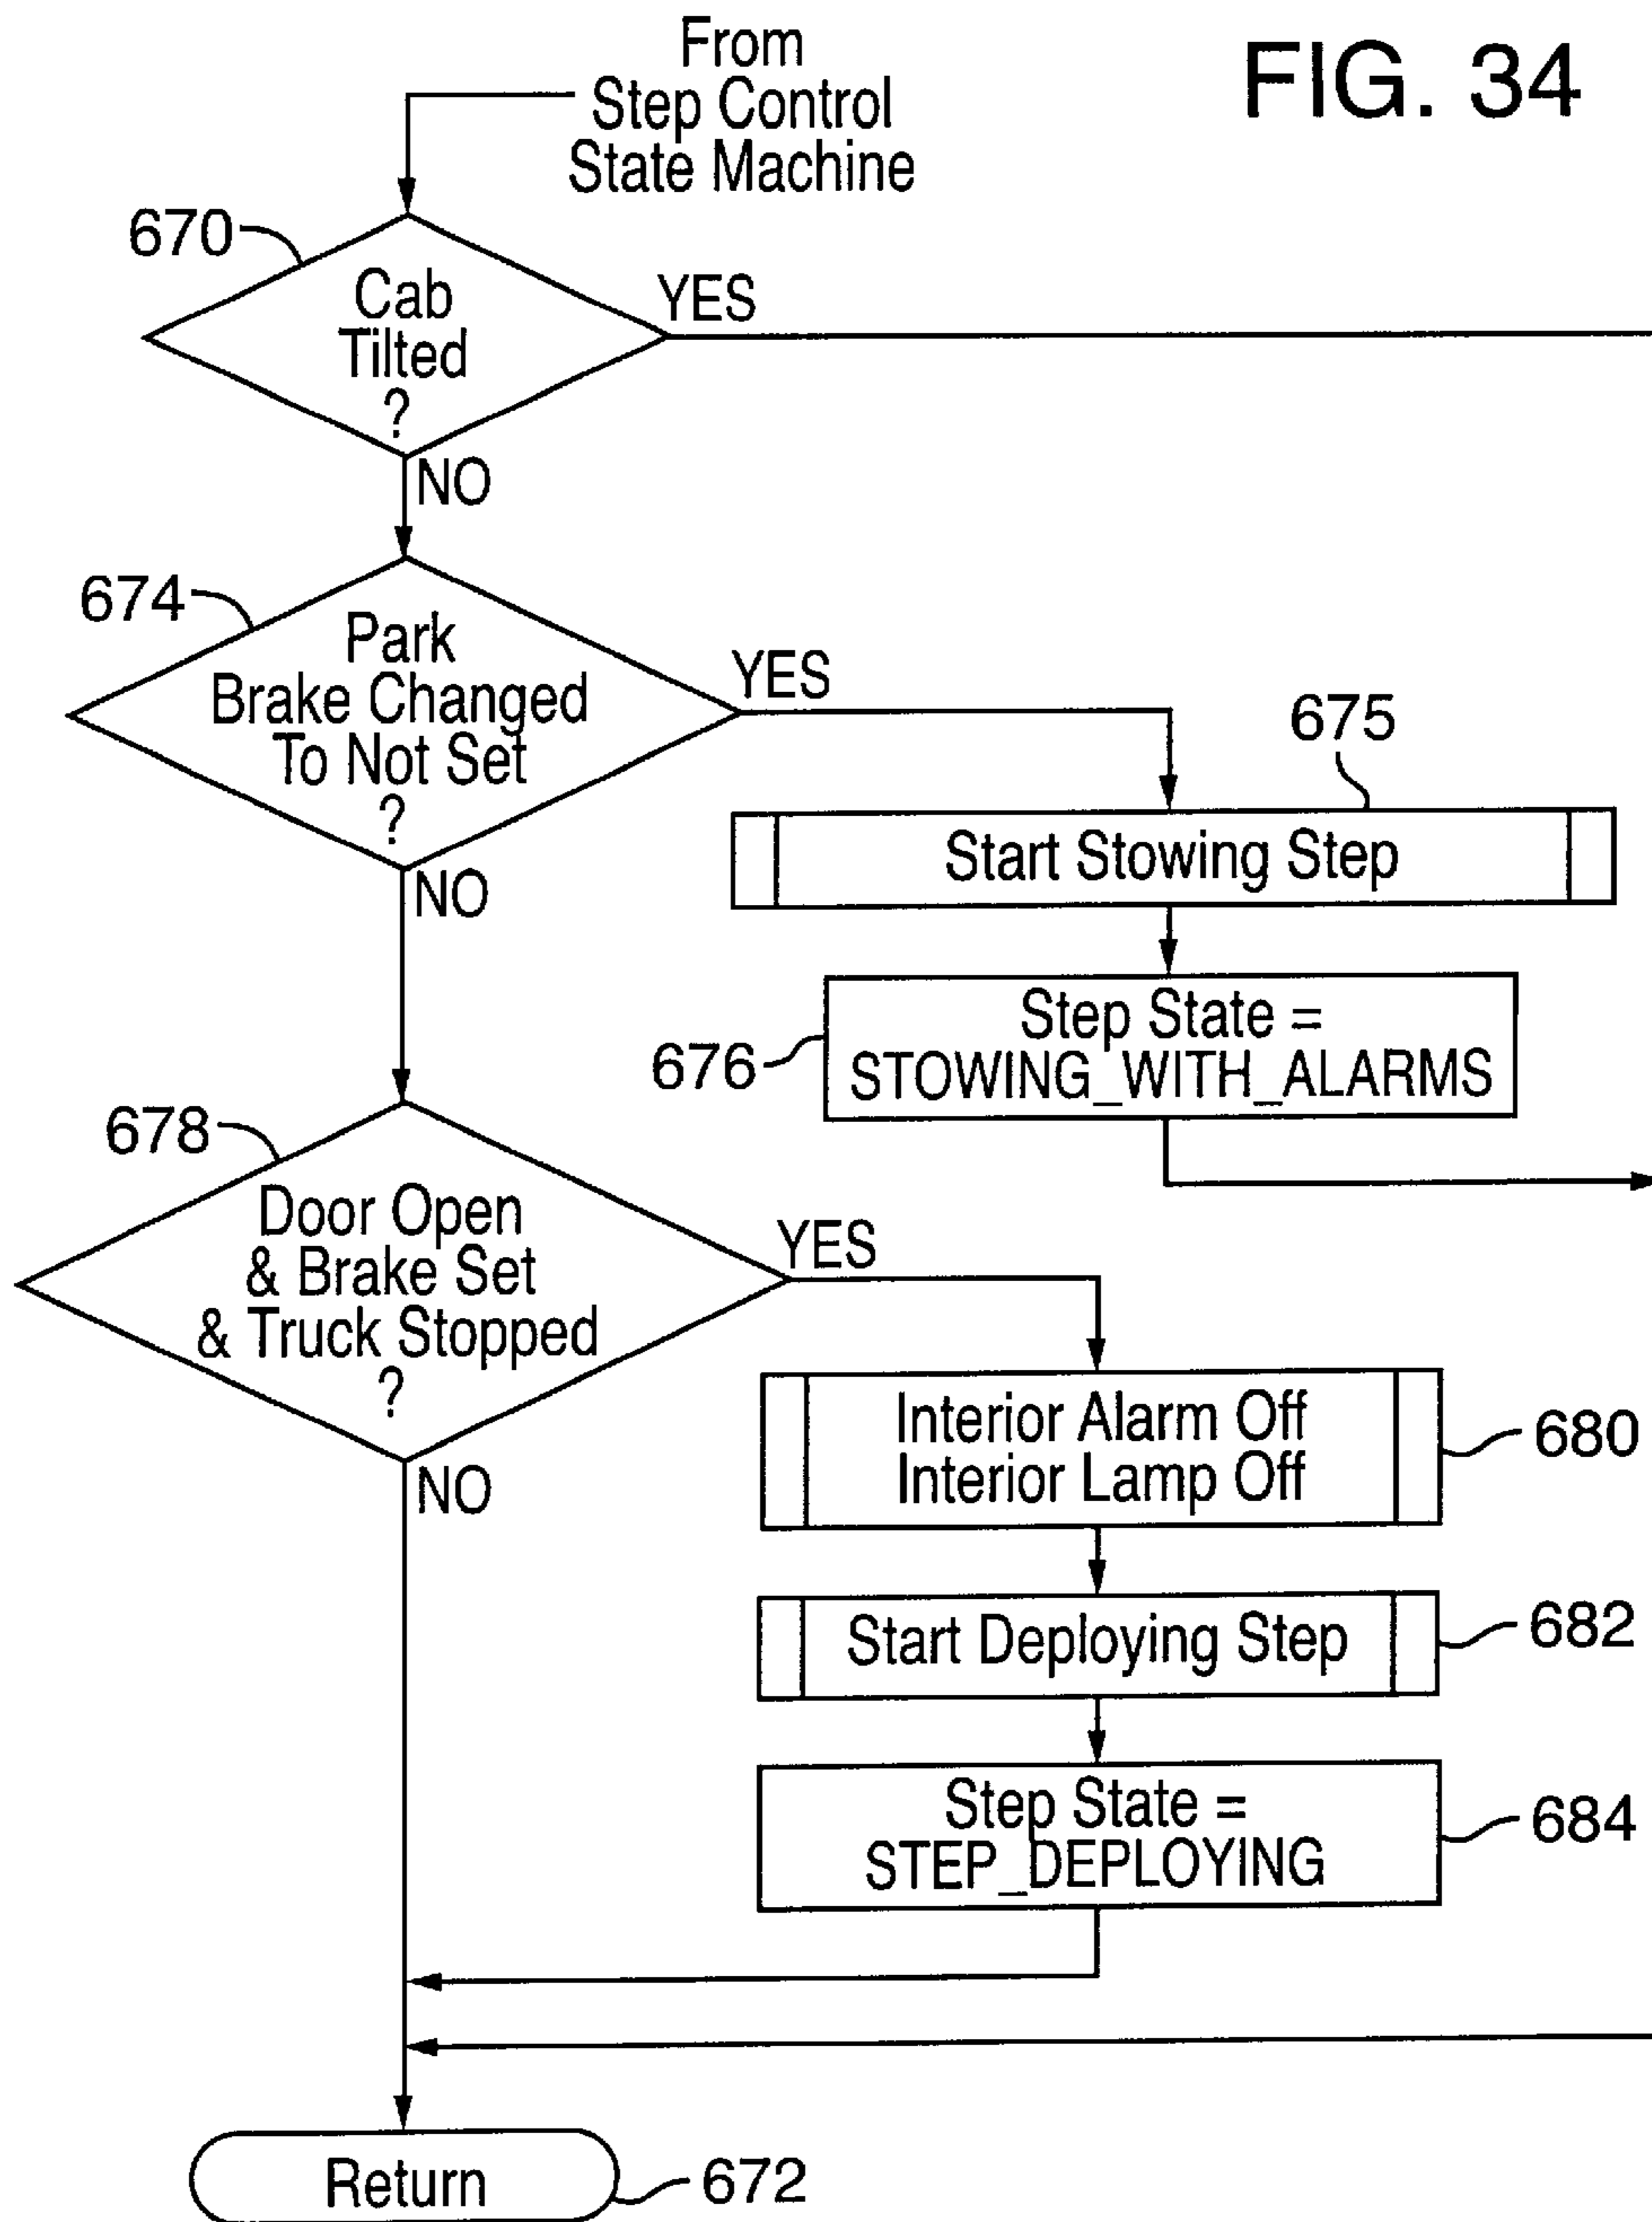 From
Step Control
State Machine
FIG. 34
670
Cab
Tilted
?
YES
NO
674
Park
Brake Changed
To Not Set
?
YES
NO
675
Start Stowing Step
676
Step State =
STOWING_WITH_ALARMS
678
Door Open
& Brake Set
& Truck Stopped
?
YES
NO
Interior Alarm Off
Interior Lamp Off
680
Start Deploying Step
682
Step State =
STEP_DEPLOYING
684
Return
672